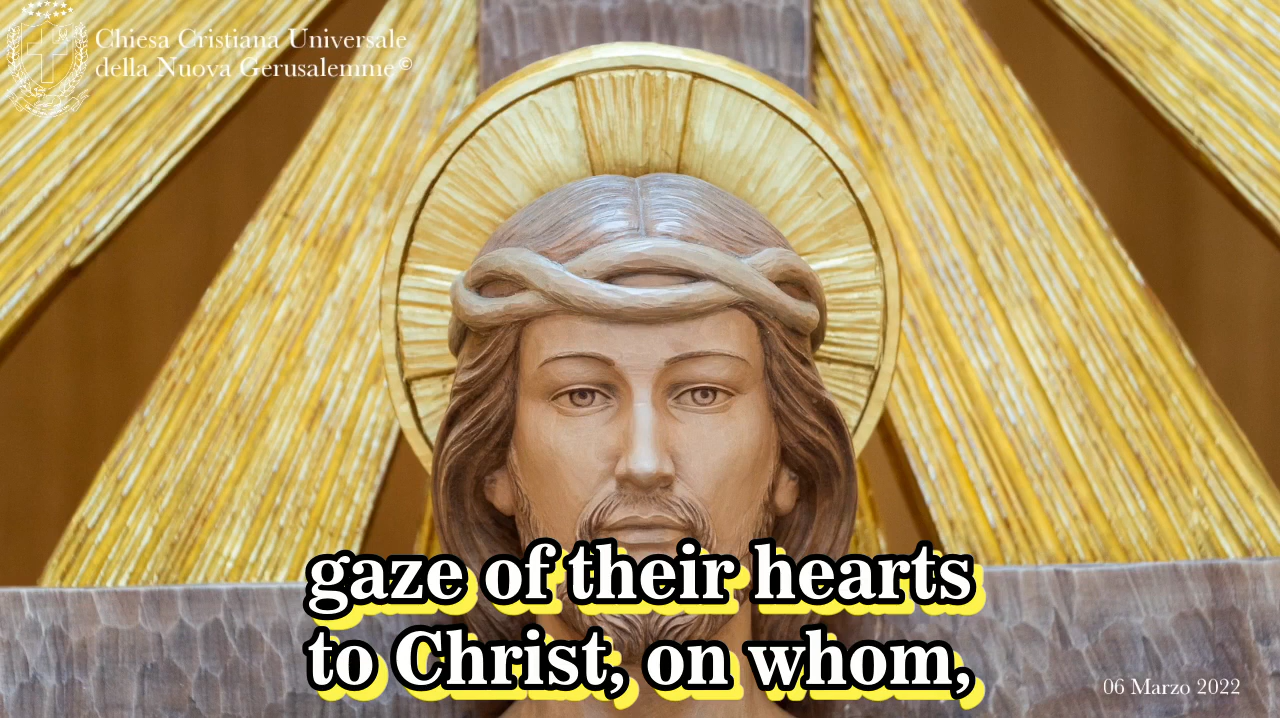 Chiesa Cristiana Universale
della Nuova Gerusalemme©
gaze of their hearts
to Christ, on whom,
06 Marzo 2022